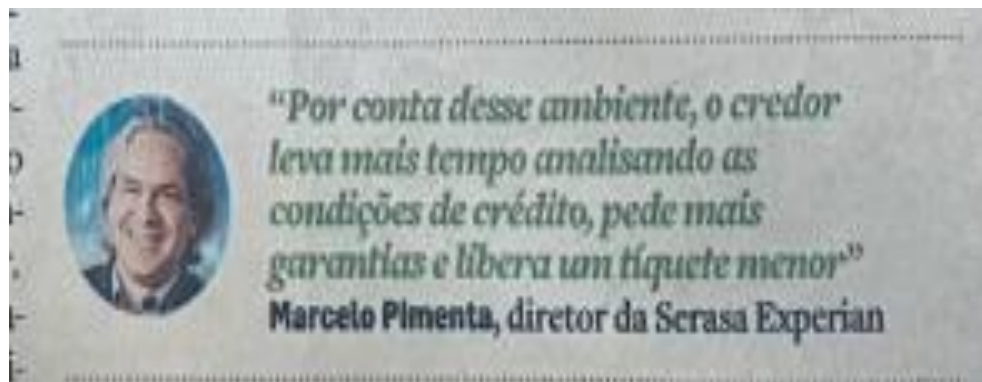 “Por conta desse ambiente, o credor
leva mais tempo analisando as
condições de crédito, pede mais
garantias e libera um tíquete menor”
Marcelo Pimenta, diretor da Serasa Experian